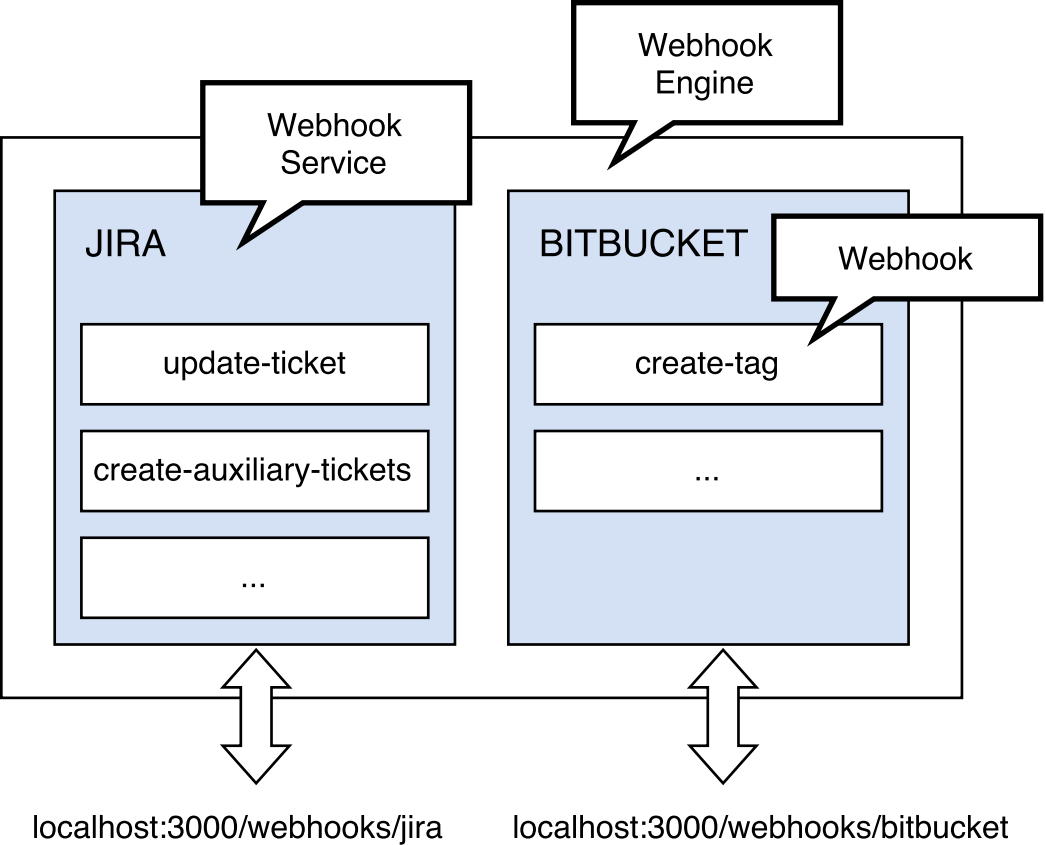 Webhook
Engine
Webhook
Service
JIRA
update-ticket
create-auxiliary-tickets
...
BITBUCKET
Webhook
create-tag
...
localhost:3000/webhooks/jira
localhost:3000/webhooks/bitbucket